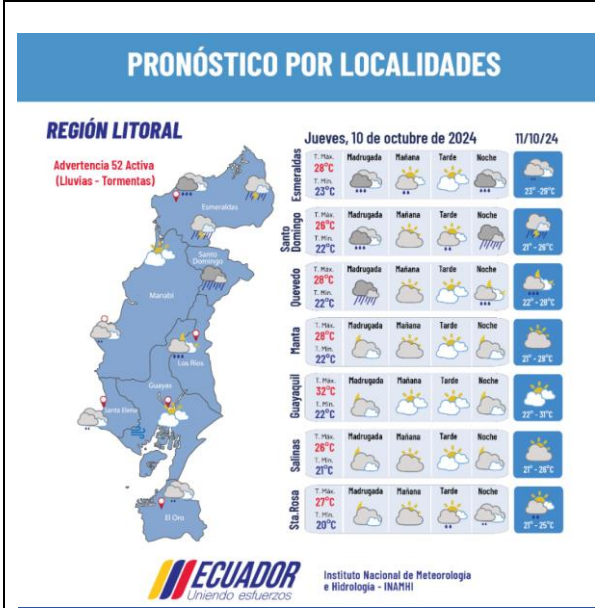 PRONÓSTICO POR LOCALIDADES
REGIÓN LITORAL
Advertencia 52 Activa
(Lluvias - Tormentas)
Esmeraldas
Santo
Domingo
Manabí
Los Ríos
Guayas
Santa Elena
El Oro
Jueves, 10 de octubre de 2024 11/10/24
Esmeraldas
T. Máx. Madrugada Mañana Tarde Noche
28°C
T. Mín.
23°C
23° -29°C
Santo
Domingo
T. Máx. Madrugada Mañana Tarde Noche
26°C
T. Mín.
22°C
21° - 26°C
Quevedo
T. Máx. Madrugada Mañana Tarde Noche
28°C
T. Mín.
22°C
22° - 28°C
Manta
T. Máx. Madrugada Mañana Tarde Noche
28°C
T. Mín.
22°C
21° - 28°C
Guayaquil
T. Máx. Madrugada Mañana Tarde Noche
32°C
T. Mín.
22°C
22° - 31°C
Salinas
T. Máx. Madrugada Mañana Tarde Noche
26°C
T. Mín.
21°C
21° - 26°C
Sta.Rosa
T. Máx. Madrugada Mañana Tarde Noche
27°C
T. Mín.
20°C
21° - 25°C
ECUADOR
Uniendo esfuerzos
Instituto Nacional de Meteorología
e Hidrología - INAMHI